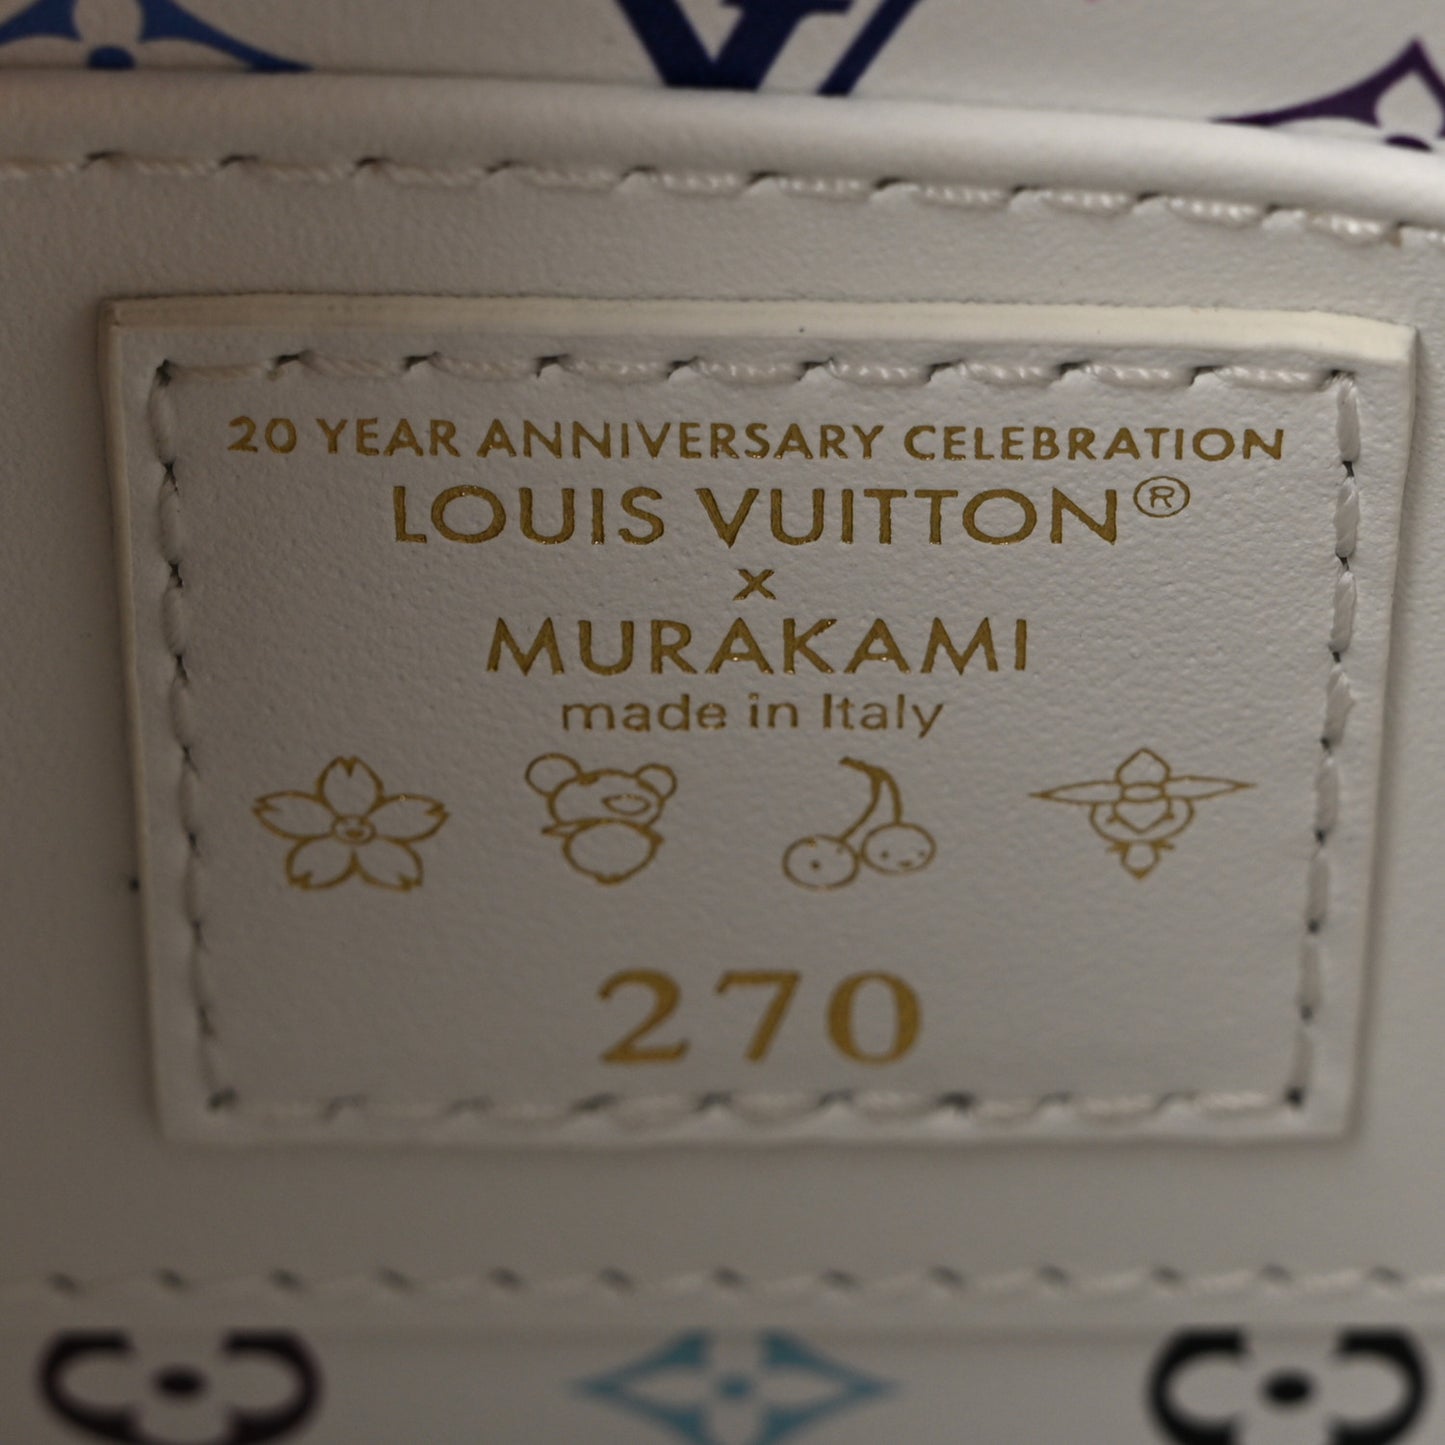 20 YEAR ANNIVERSARY CELEBRATION
LOUIS VUITTON®
x
MURAKAMI
made in Italy
270